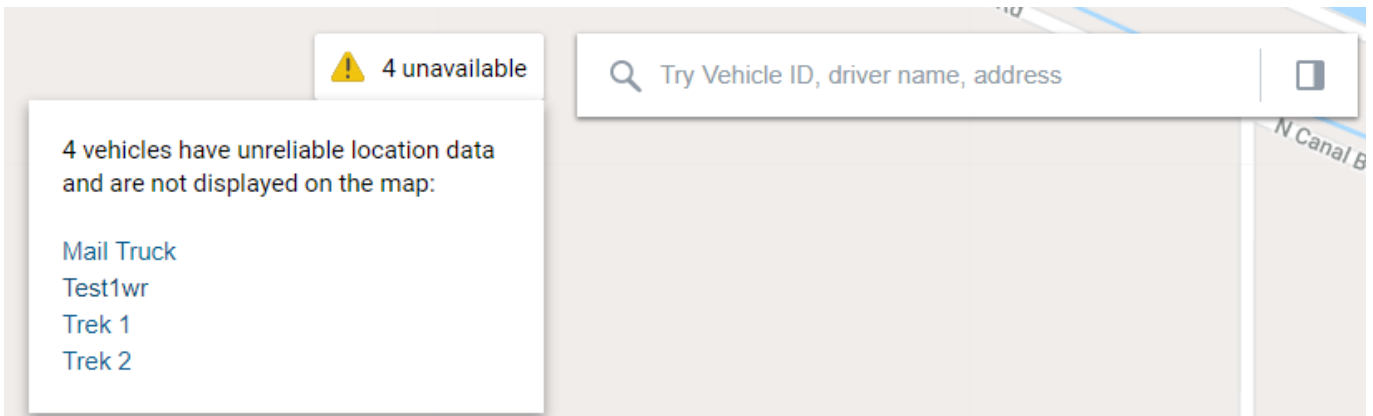 4 unavailable
Try Vehicle ID, driver name, address
4 vehicles have unreliable location data
and are not displayed on the map:
Mail Truck
Test1wr
Trek 1
Trek 2
N Canal B